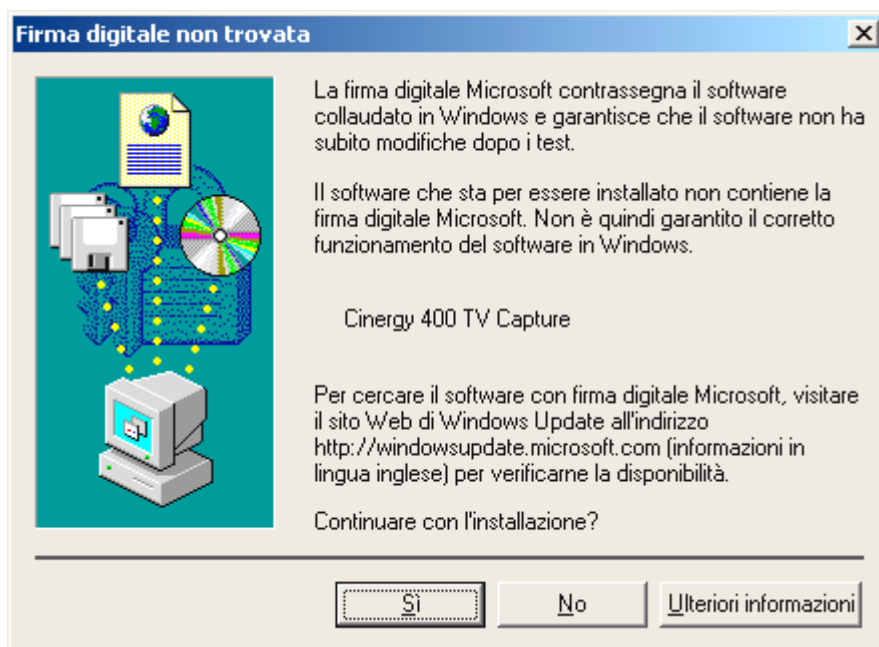 Firma digitale non trovata
La firma digitale Microsoft contrassegna il software
collaudato in Windows e garantisce che il software non ha
subito modifiche dopo i test.
Il software che sta per essere installato non contiene la
firma digitale Microsoft. Non è quindi garantito il corretto
funzionamento del software in Windows.
Cinergy 400 TV Capture
Per cercare il software con firma digitale Microsoft, visitare
il sito Web di Windows Update all'indirizzo
http://windowsupdate.microsoft.com (informazioni in
lingua inglese) per verificarne la disponibilità.
Continuare con l'installazione?
Sì No Ulteriori informazioni